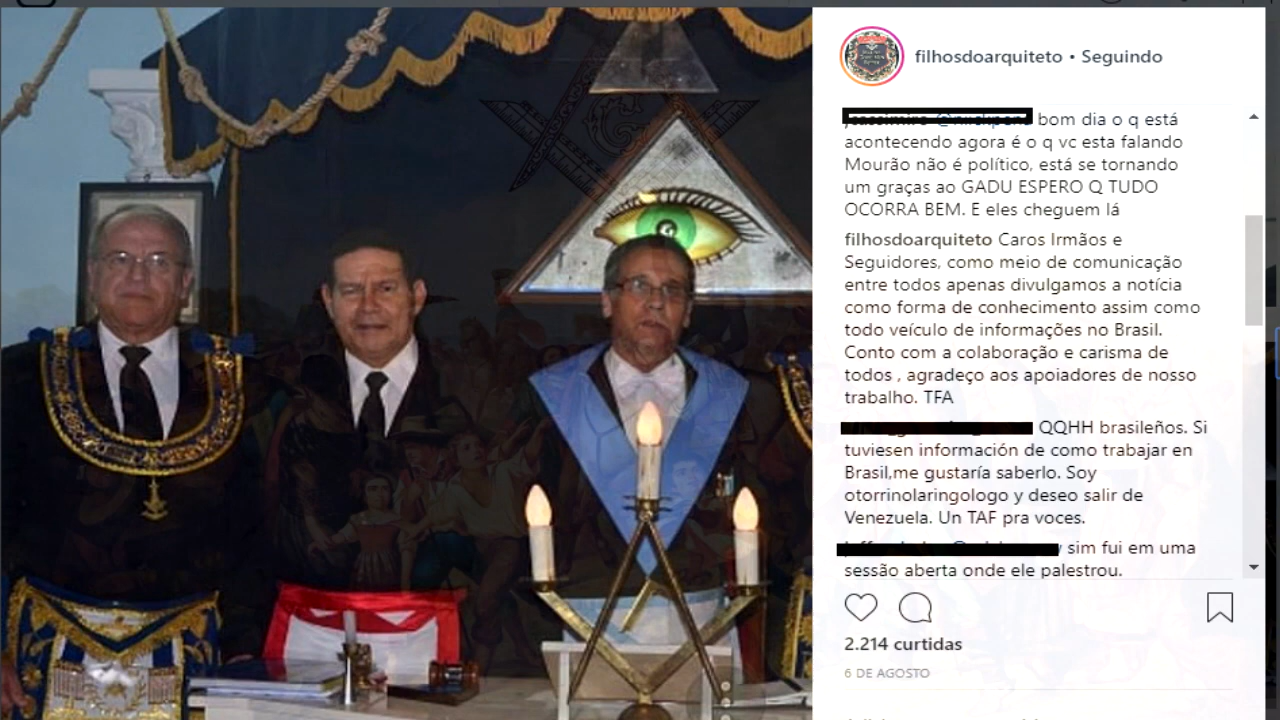 filhosdoarquiteto • Seguindo
bom dia o q está
acontecendo agora é o q vc esta falando
Mourão não é político, está se tornando
um graças ao GADU ESPERO Q TUDO
OCORRA BEM. E eles cheguem lá
filhosdoarquiteto Caros Irmãos e
Seguidores, como meio de comunicação
entre todos apenas divulgamos a notícia
como forma de conhecimento assim como
todo veículo de informações no Brasil.
Conto com a colaboração e carisma de
todos , agradeço aos apoiadores de nosso
trabalho. TFA
QQHH brasileños. Si
tuviesen información de como trabajar en
Brasil,me gustaría saberlo. Soy
otorrinolaringologo y deseo salir de
Venezuela. Un TAF pra voces.
sim fui em uma
sessão aberta onde ele palestrou.
2.214 curtidas
6 DE AGOSTO